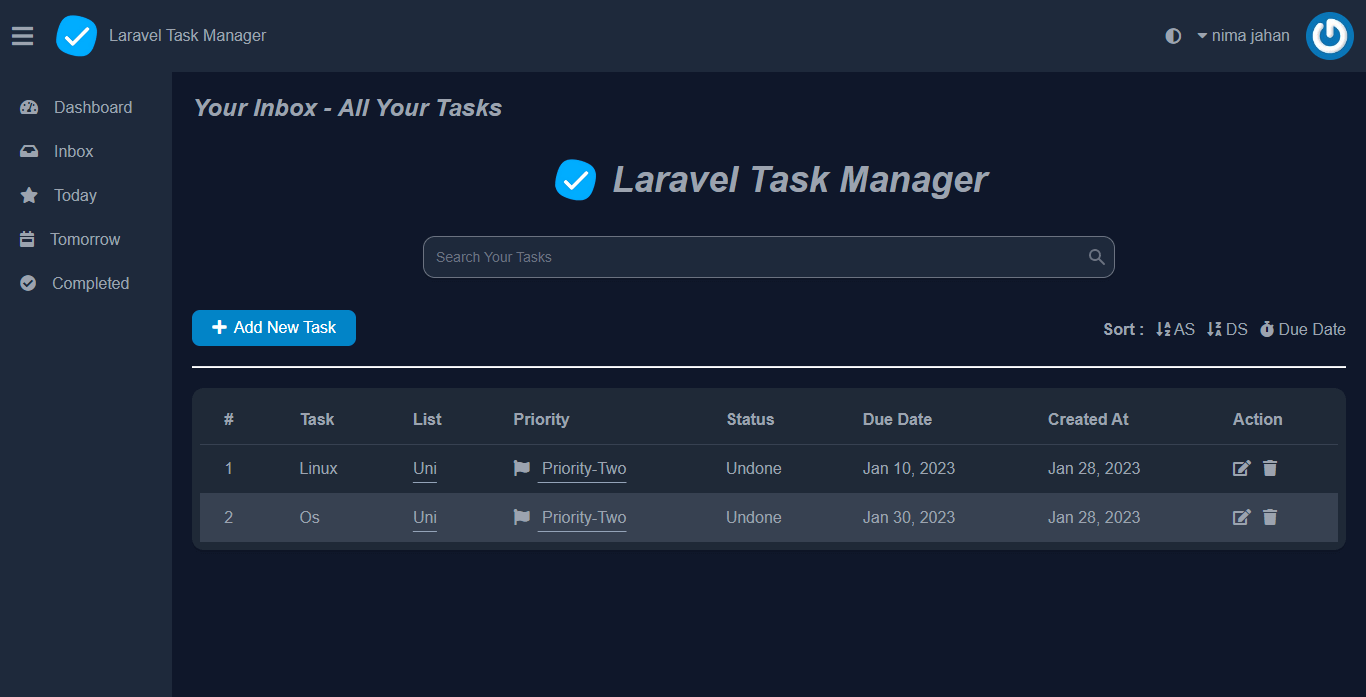 Laravel Task Manager
nima jahan
Dashboard
Inbox
Today
Tomorrow
Completed
Your Inbox - All Your Tasks
Laravel Task Manager
Search Your Tasks
Add New Task
Sort : AS DS Due Date
# Task List Priority Status Due Date Created At Action
1 Linux Uni Priority-Two Undone Jan 10, 2023 Jan 28, 2023
2 Os Uni Priority-Two Undone Jan 30, 2023 Jan 28, 2023